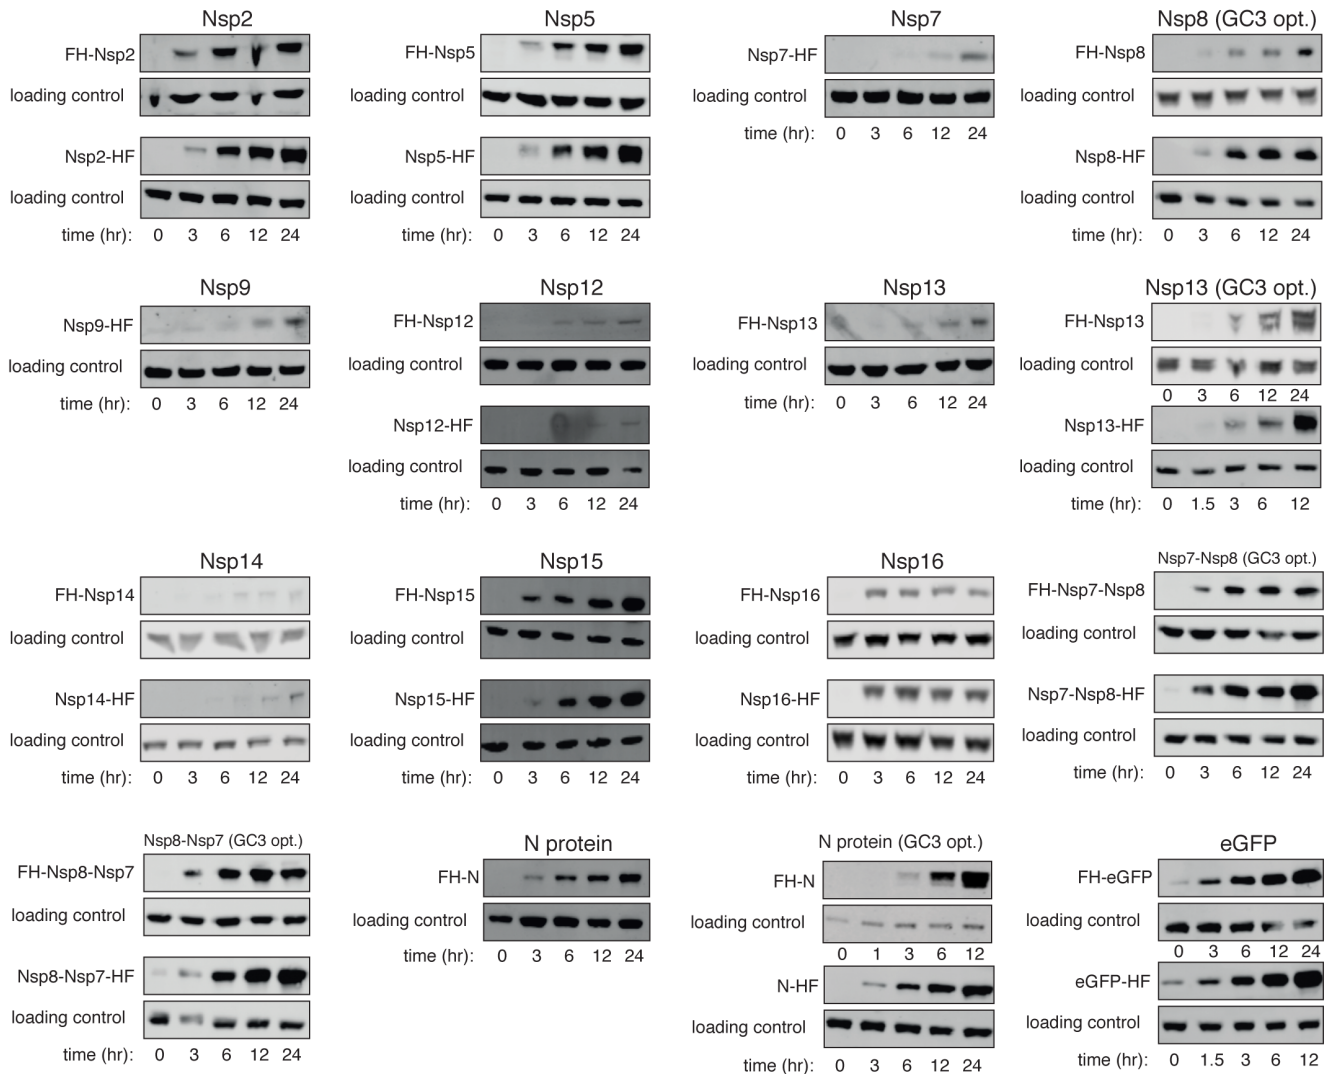 Nsp2
FH-Nsp2
loading control
Nsp2-HF
loading control
time (hr): 0 3 6 12 24
Nsp5
FH-Nsp5
loading control
Nsp5-HF
loading control
time (hr): 0 3 6 12 24
Nsp7
Nsp7-HF
loading control
time (hr): 0 3 6 12 24
Nsp8 (GC3 opt.)
FH-Nsp8
loading control
Nsp8-HF
loading control
time (hr): 0 3 6 12 24
Nsp9
Nsp9-HF
loading control
time (hr): 0 3 6 12 24
Nsp12
FH-Nsp12
loading control
Nsp12-HF
loading control
time (hr): 0 3 6 12 24
Nsp13
FH-Nsp13
loading control
time (hr): 0 3 6 12 24
Nsp13 (GC3 opt.)
FH-Nsp13
loading control
0 3 6 12 24
Nsp13-HF
loading control
time (hr): 0 1.5 3 6 12
Nsp14
FH-Nsp14
loading control
Nsp14-HF
loading control
time (hr): 0 3 6 12 24
Nsp15
FH-Nsp15
loading control
Nsp15-HF
loading control
time (hr): 0 3 6 12 24
Nsp16
FH-Nsp16
loading control
Nsp16-HF
loading control
time (hr): 0 3 6 12 24
Nsp7-Nsp8 (GC3 opt.)
FH-Nsp7-Nsp8
loading control
Nsp7-Nsp8-HF
loading control
time (hr): 0 3 6 12 24
Nsp8-Nsp7 (GC3 opt.)
FH-Nsp8-Nsp7
loading control
Nsp8-Nsp7-HF
loading control
time (hr): 0 3 6 12 24
N protein
FH-N
loading control
time (hr): 0 3 6 12 24
N protein (GC3 opt.)
FH-N
loading control
0 1 3 6 12
N-HF
loading control
time (hr): 0 3 6 12 24
eGFP
FH-eGFP
loading control
0 3 6 12 24
eGFP-HF
loading control
time (hr): 0 1.5 3 6 12